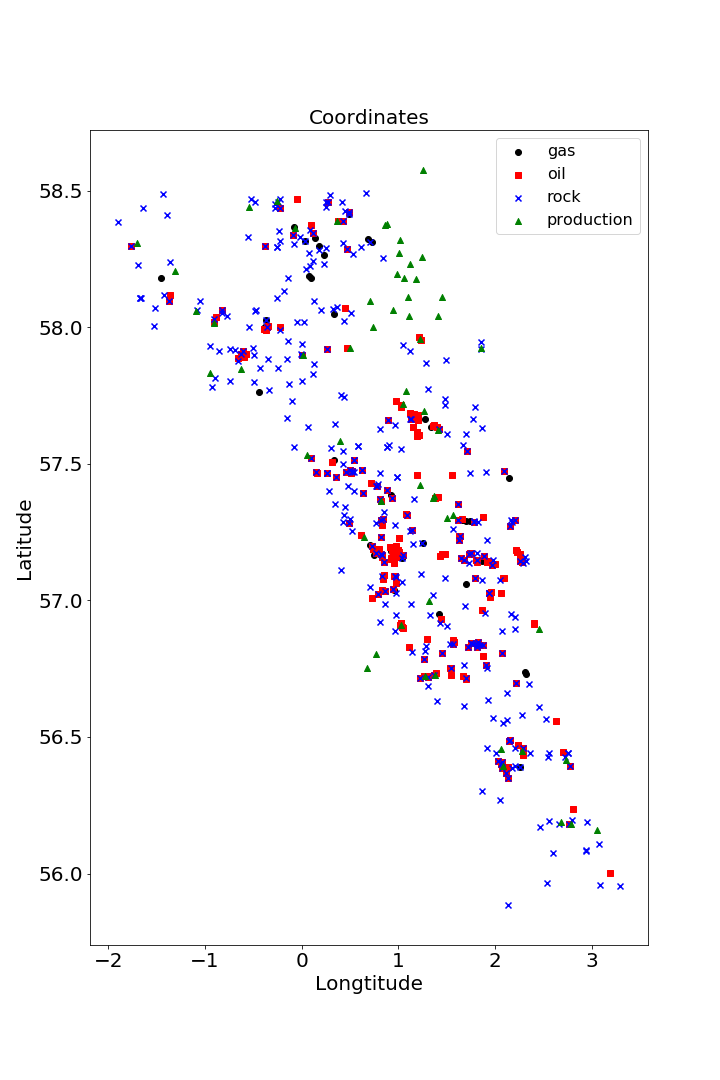 Coordinates
gas
oil
rock
production
58.5
58.0
57.5
57.0
56.5
56.0
Latitude
−2 −1 0 1 2 3
Longtitude